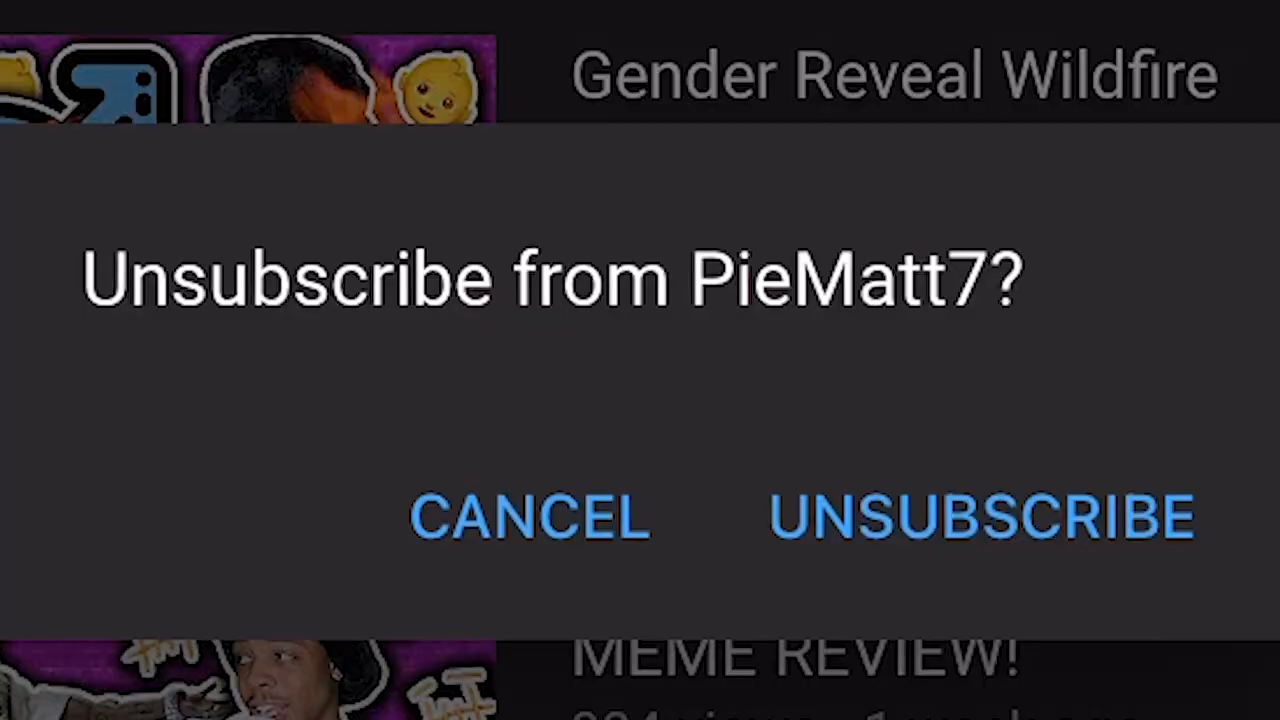 Gender Reveal Wildfire
Unsubscribe from PieMatt7?
CANCEL UNSUBSCRIBE
MEME REVIEW!